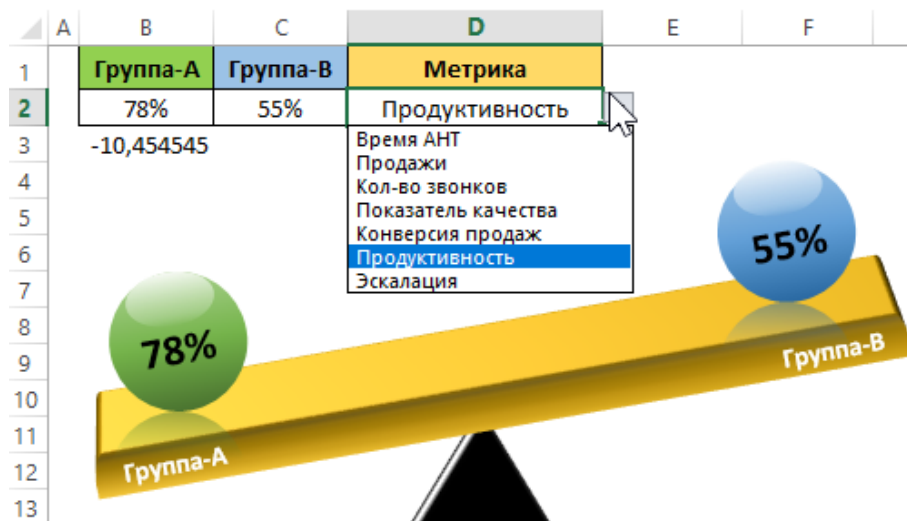 A B C D E F
1 Группа-A Группа-B Метрика
2 78% 55% Продуктивность
3 -10,454545
Время АНТ
4 Продажи
Кол-во звонков
5 Показатель качества
6 Конверсия продаж
Продуктивность
7 Эскалация
55%
8
78%
9
Группа-B
10
11
12
Группа-A
13